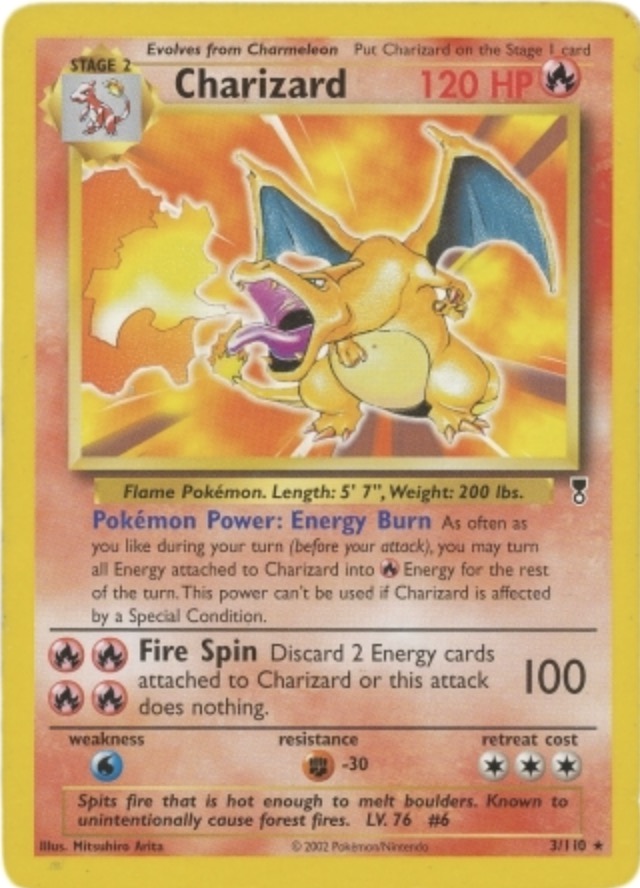 Evolves from Charmeleon Put Charizard on the Stage 1 card
STAGE 2
Charizard 120 HP
Flame Pokémon. Length: 5' 7", Weight: 200 lbs.
Pokémon Power: Energy Burn As often as
you like during your turn (before your attack), you may turn
all Energy attached to Charizard into Energy for the rest
of the turn. This power can't be used if Charizard is affected
by a Special Condition.
Fire Spin Discard 2 Energy cards
attached to Charizard or this attack
does nothing.
100
weakness resistance retreat cost
-30
Spits fire that is hot enough to melt boulders. Known to
unintentionally cause forest fires. LV. 76 #6
Illus. Mitsuhiro Arita © 2002 Pokémon/Nintendo 3/110 ★